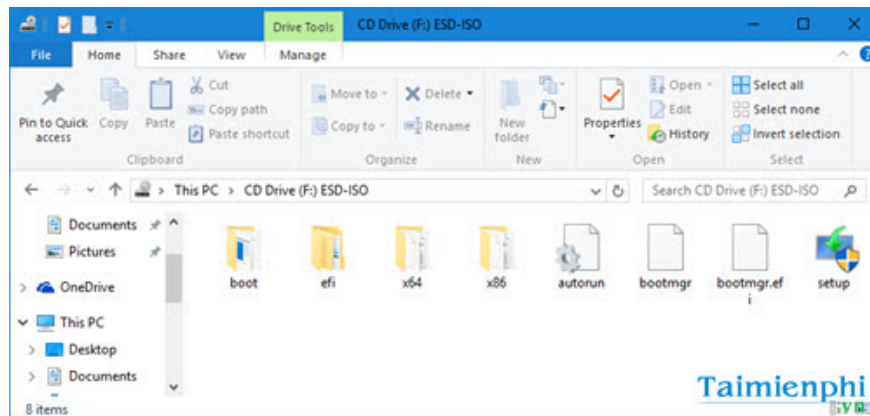 Drive Tools CD Drive (F:) ESD-ISO
File Home Share View Manage
Pin to Quick access
Copy
Paste
Cut
Copy path
Paste shortcut
Clipboard
Move to
Copy to
Delete
Rename
Organize
New folder
New
Properties
Open
Edit
History
Open
Select all
Select none
Invert selection
Select
This PC > CD Drive (F:) ESD-ISO
Search CD Drive (F:) ESD-ISO
Documents
Pictures
OneDrive
This PC
Desktop
Documents
boot
efi
x64
x86
autorun
bootmgr
bootmgr.ef
i
setup
8 items
Taimienphi